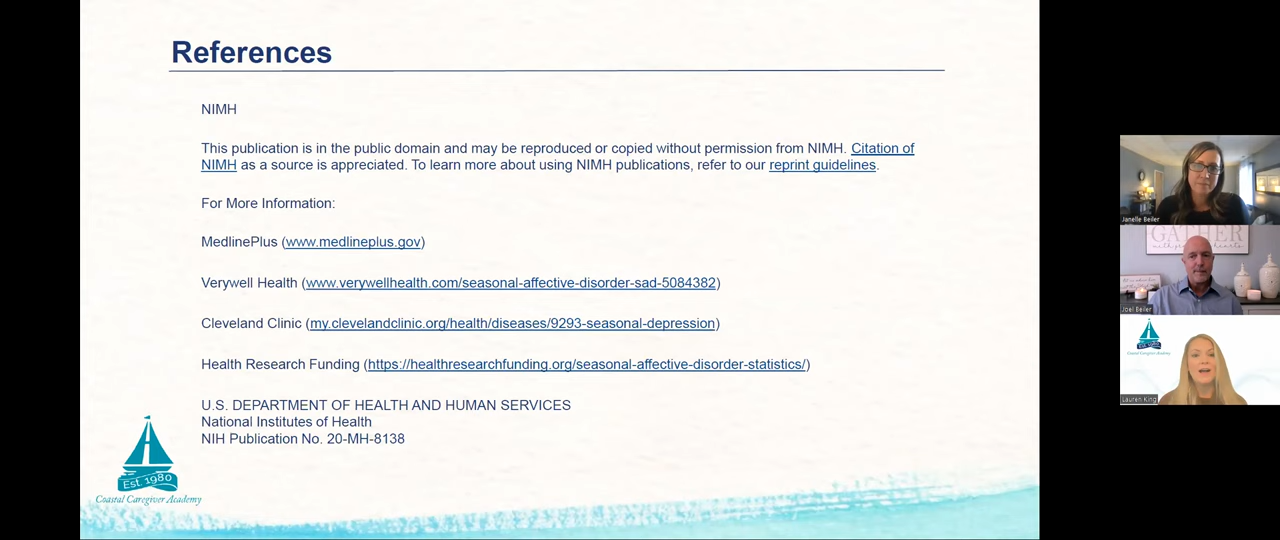 References
NIMH
This publication is in the public domain and may be reproduced or copied without permission from NIMH. Citation of
NIMH as a source is appreciated. To learn more about using NIMH publications, refer to our reprint guidelines.
For More Information:
MedlinePlus (www.medlineplus.gov)
Verywell Health (www.verywellhealth.com/seasonal-affective-disorder-sad-5084382)
Cleveland Clinic (my.clevelandclinic.org/health/diseases/9293-seasonal-depression)
Health Research Funding (https://healthresearchfunding.org/seasonal-affective-disorder-statistics/)
U.S. DEPARTMENT OF HEALTH AND HUMAN SERVICES
National Institutes of Health
NIH Publication No. 20-MH-8138
Est. 1980
Coastal Caregiver Academy
Janelle Beiler
GATHER
Joel Beiler
Coastal Caregiver Academy
Lauren King